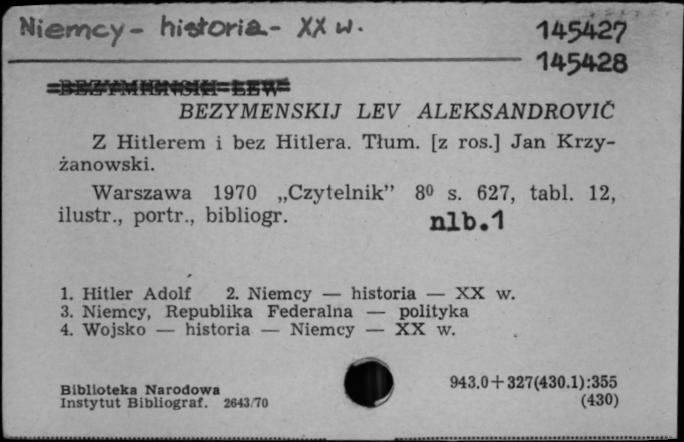 Niemcy - historia - XX w.
145427
145428
BEZYMENSKI LEW
BEZYMENSKIJ LEV ALEKSANDROVIČ
Z Hitlerem i bez Hitlera. Tłum. [z ros.] Jan Krzy-
żanowski.
Warszawa 1970 „Czytelnik” 8⁰ s. 627, tabl. 12,
ilustr., portr., bibliogr.
nlb.1
1. Hitler Adolf 2. Niemcy — historia — XX w.
3. Niemcy, Republika Federalna — polityka
4. Wojsko — historia — Niemcy — XX w.
Biblioteka Narodowa
Instytut Bibliograf. 2643/70
943.0+327(430.1):355
(430)